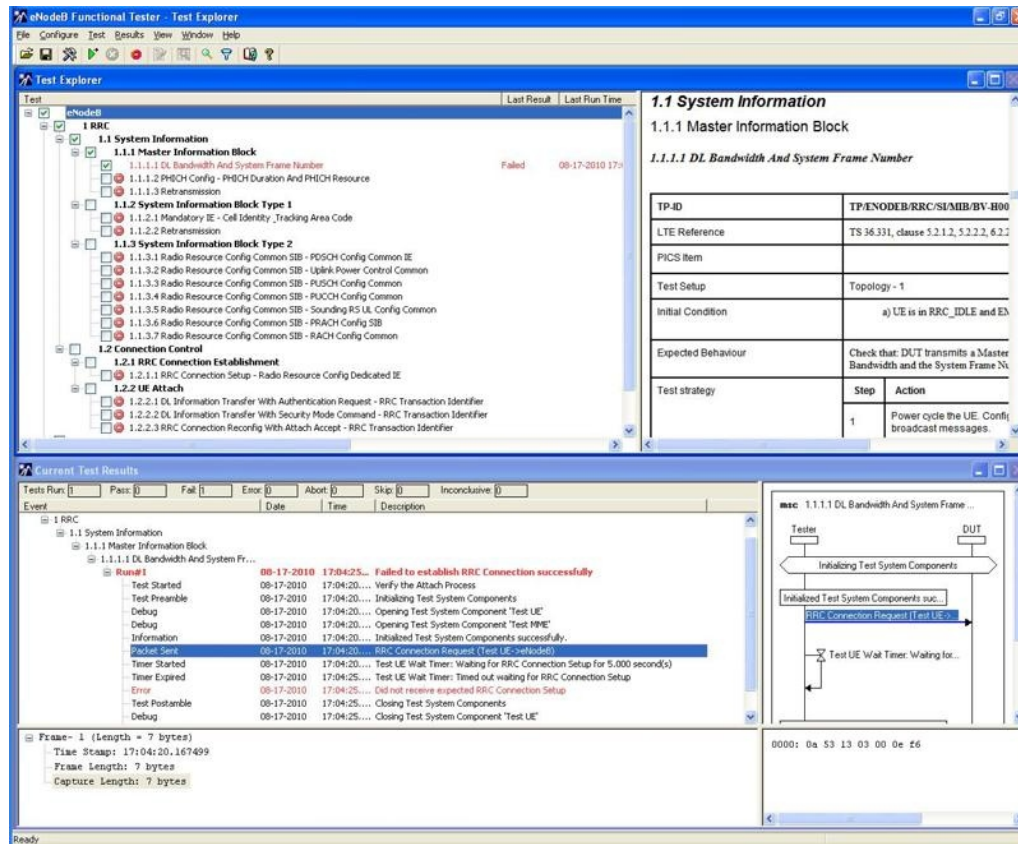 eNodeB Functional Tester - Test Explorer
File Configure Test Results View Window Help
Test Explorer
Test Last Result Last Run Time
eNodeB
1 RRC
1.1 System Information
1.1.1 Master Information Block
1.1.1.1 DL Bandwidth And System Frame Number Failed 08-17-2010 17:0
1.1.1.2 PHICH Config - PHICH Duration And PHICH Resource
1.1.1.3 Retransmission
1.1.2 System Information Block Type 1
1.1.2.1 Mandatory IE - Cell Identity _Tracking Area Code
1.1.2.2 Retransmission
1.1.3 System Information Block Type 2
1.1.3.1 Radio Resource Config Common SIB - PDSCH Config Common IE
1.1.3.2 Radio Resource Config Common SIB - Uplink Power Control Common
1.1.3.3 Radio Resource Config Common SIB - PUSCH Config Common
1.1.3.4 Radio Resource Config Common SIB - PUCCH Config Common
1.1.3.5 Radio Resource Config Common SIB - Sounding RS UL Config Common
1.1.3.6 Radio Resource Config Common SIB - PRACH Config SIB
1.1.3.7 Radio Resource Config Common SIB - RACH Config Common
1.2 Connection Control
1.2.1 RRC Connection Establishment
1.2.1.1 RRC Connection Setup - Radio Resource Config Dedicated IE
1.2.2 UE Attach
1.2.2.1 DL Information Transfer With Authentication Request - RRC Transaction Identifier
1.2.2.2 DL Information Transfer With Security Mode Command - RRC Transaction Identifier
1.2.2.3 RRC Connection Reconfig With Attach Accept - RRC Transaction Identifier
1.1 System Information
1.1.1 Master Information Block
1.1.1.1 DL Bandwidth And System Frame Number
TP-ID TP/ENODEB/RRC/SI/MIB/BV-H00
LTE Reference TS 36.331, clause 5.2.1.2, 5.2.2.2, 6.2.2
PICS Item
Test Setup Topology - 1
Initial Condition a) UE is in RRC_IDLE and EN
Expected Behaviour Check that: DUT transmits a Master
Bandwidth and the System Frame Nu
Test strategy Step Action
1 Power cycle the UE. Config
broadcast messages.
Current Test Results
Tests Run: 1 Pass: 0 Fail: 1 Error: 0 Abort: 0 Skip: 0 Inconclusive: 0
Event Date Time Description
1 RRC
1.1 System Information
1.1.1 Master Information Block
1.1.1.1 DL Bandwidth And System Fr...
Run#1 08-17-2010 17:04:25... Failed to establish RRC Connection successfully
Test Started 08-17-2010 17:04:20.... Verify the Attach Process
Test Preamble 08-17-2010 17:04:20.... Initializing Test System Components
Debug 08-17-2010 17:04:20.... Opening Test System Component 'Test UE'
Debug 08-17-2010 17:04:20.... Opening Test System Component 'Test MME'
Information 08-17-2010 17:04:20.... Initialized Test System Components successfully.
Packet Sent 08-17-2010 17:04:20.... RRC Connection Request (Test UE->eNodeB)
Timer Started 08-17-2010 17:04:20.... Test UE Wait Timer: Waiting for RRC Connection Setup for 5.000 second(s)
Timer Expired 08-17-2010 17:04:25.... Test UE Wait Timer: Timed out waiting for RRC Connection Setup
Error 08-17-2010 17:04:25.... Did not receive expected RRC Connection Setup
Test Postamble 08-17-2010 17:04:25.... Closing Test System Components
Debug 08-17-2010 17:04:25.... Closing Test System Component 'Test UE'
msc 1.1.1.1 DL Bandwidth And System Frame ...
Tester DUT
Initializing Test System Components
Initialized Test System Components suc...
RRC Connection Request (Test UE->...
Test UE Wait Timer: Waiting for...
Frame- 1 (Length = 7 bytes)
Time Stamp: 17:04:20.167499
Frame Length: 7 bytes
Capture Length: 7 bytes
0000: 0a 53 13 03 00 0e f6
Ready